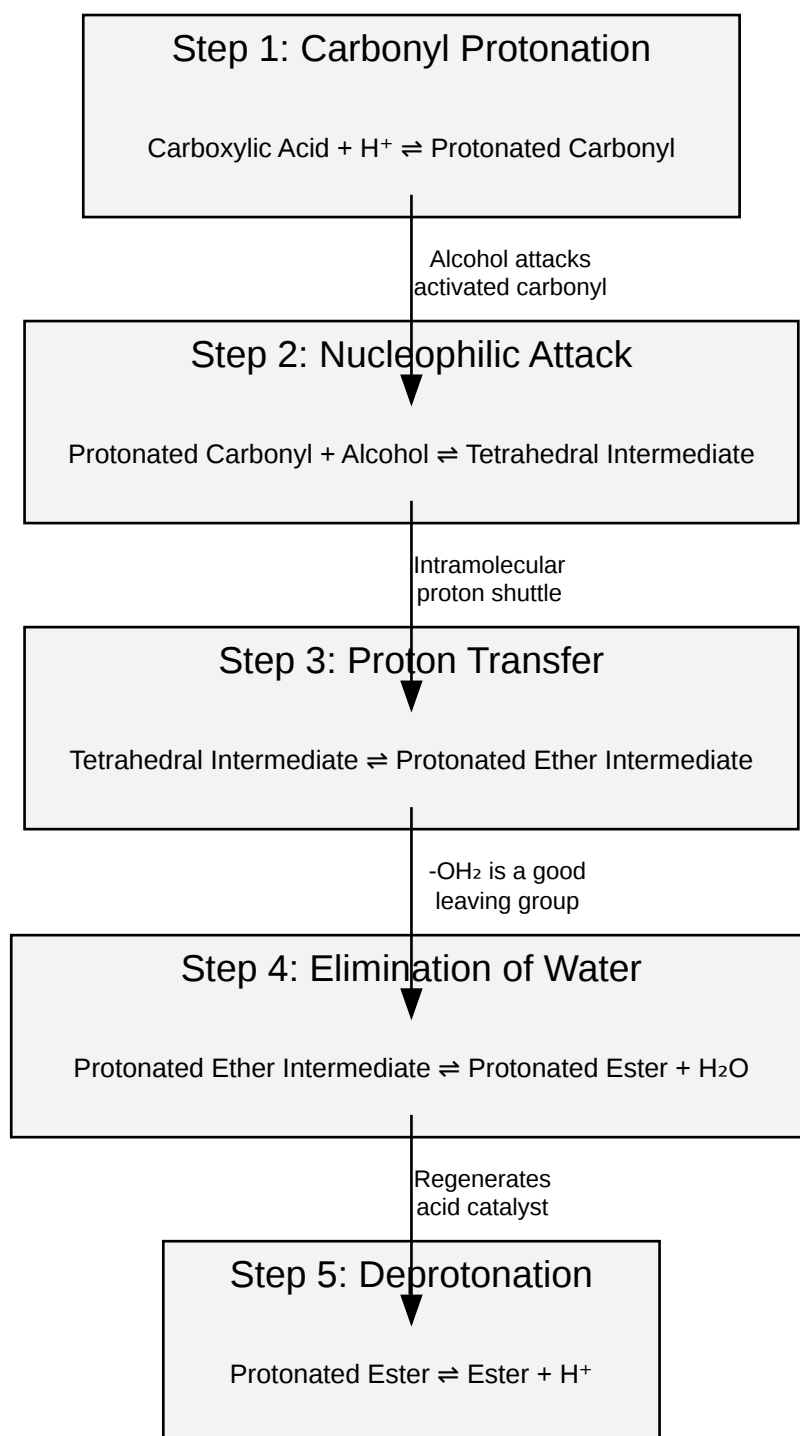 Step 1: Carbonyl Protonation
Carboxylic Acid + H⁺ ⇌ Protonated Carbonyl
Alcohol attacks
activated carbonyl
Step 2: Nucleophilic Attack
Protonated Carbonyl + Alcohol ⇌ Tetrahedral Intermediate
Intramolecular
proton shuttle
Step 3: Proton Transfer
Tetrahedral Intermediate ⇌ Protonated Ether Intermediate
-OH₂ is a good
leaving group
Step 4: Elimination of Water
Protonated Ether Intermediate ⇌ Protonated Ester + H₂O
Regenerates
acid catalyst
Step 5: Deprotonation
Protonated Ester ⇌ Ester + H⁺